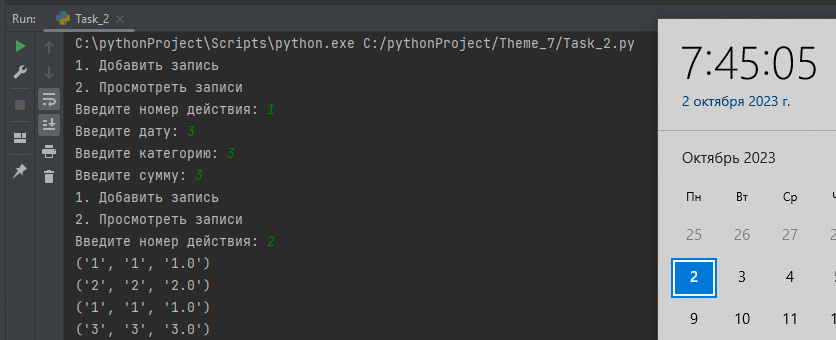 Run: Task_2
C:\pythonProject\Scripts\python.exe C:/pythonProject/Theme_7/Task_2.py
1. Добавить запись
2. Просмотреть записи
Введите номер действия: 1
Введите дату: 3
Введите категорию: 3
Введите сумму: 3
1. Добавить запись
2. Просмотреть записи
Введите номер действия: 2
('1', '1', '1.0')
('2', '2', '2.0')
('1', '1', '1.0')
('3', '3', '3.0')
7:45:05
2 октября 2023 г.
Октябрь 2023
Пн Вт Ср
25 26 27
2 3 4
9 10 11